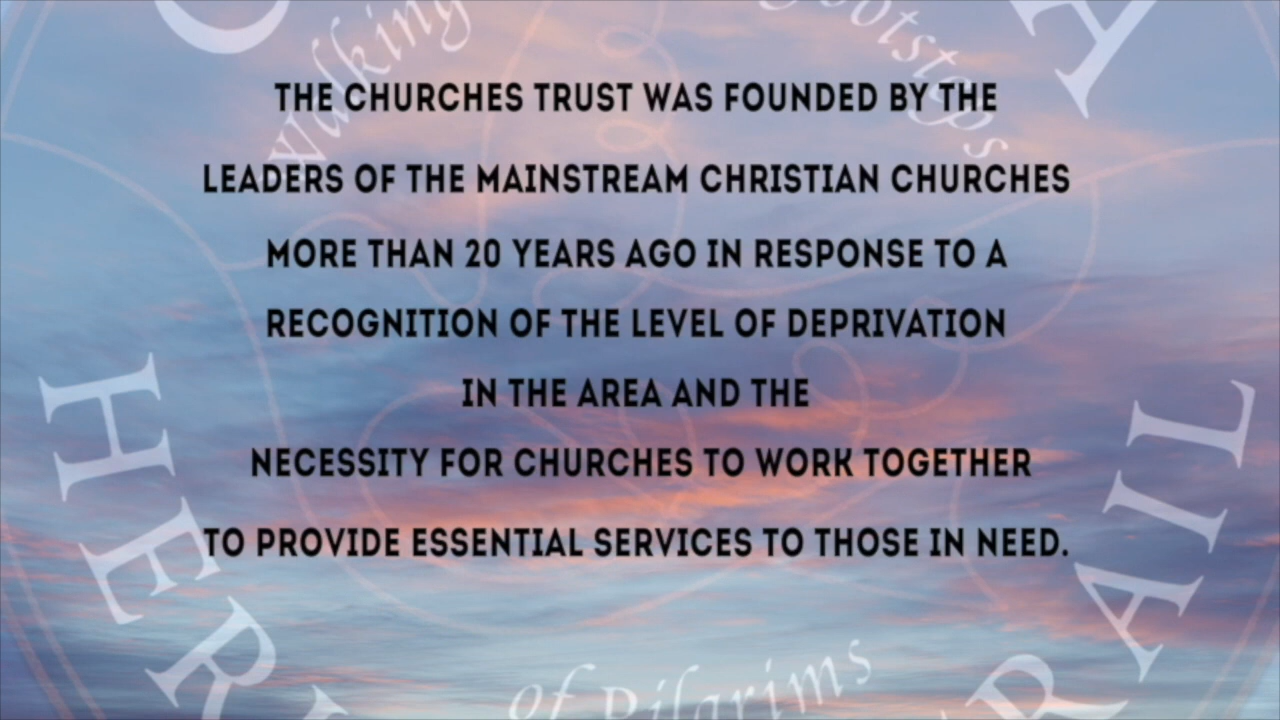 Walking
THE CHURCHES TRUST WAS FOUNDED BY THE
LEADERS OF THE MAINSTREAM CHRISTIAN CHURCHES
MORE THAN 20 YEARS AGO IN RESPONSE TO A
RECOGNITION OF THE LEVEL OF DEPRIVATION
IN THE AREA AND THE
NECESSITY FOR CHURCHES TO WORK TOGETHER
TO PROVIDE ESSENTIAL SERVICES TO THOSE IN NEED.
of Pilgrims